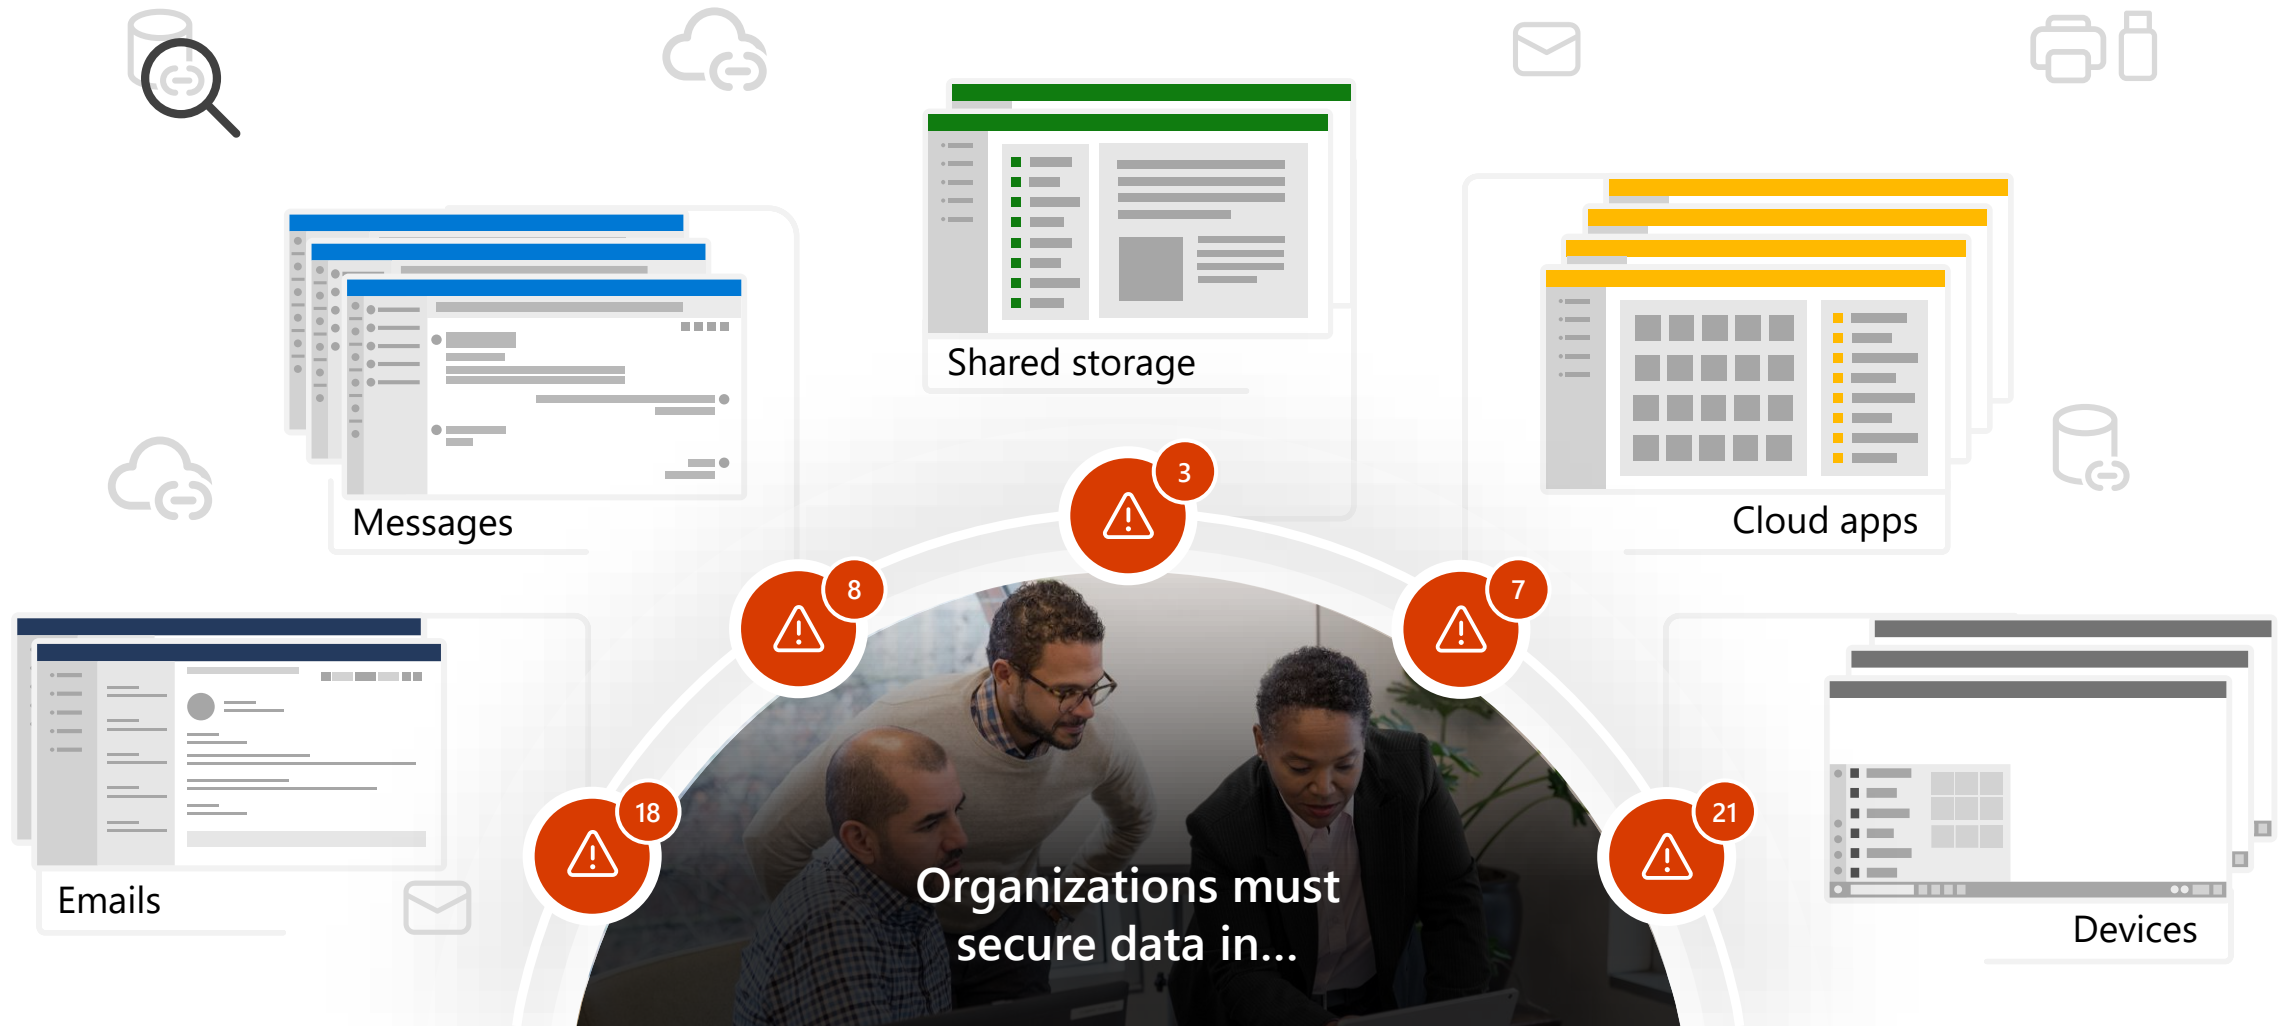 Shared storage
Messages
Cloud apps
3
8
7
Emails
18
21
Devices
Organizations must
secure data in...